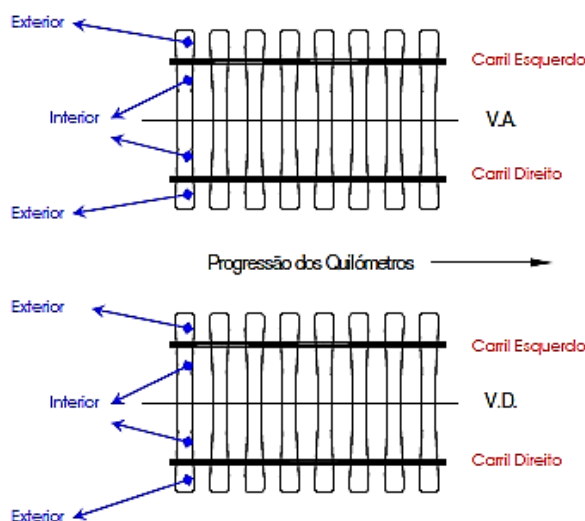 Exterior
Carril Esquerdo
Interior
V.A.
Carril Direito
Exterior
Progressão dos Quilómetros
Exterior
Carril Esquerdo
Interior
V.D.
Carril Direito
Exterior